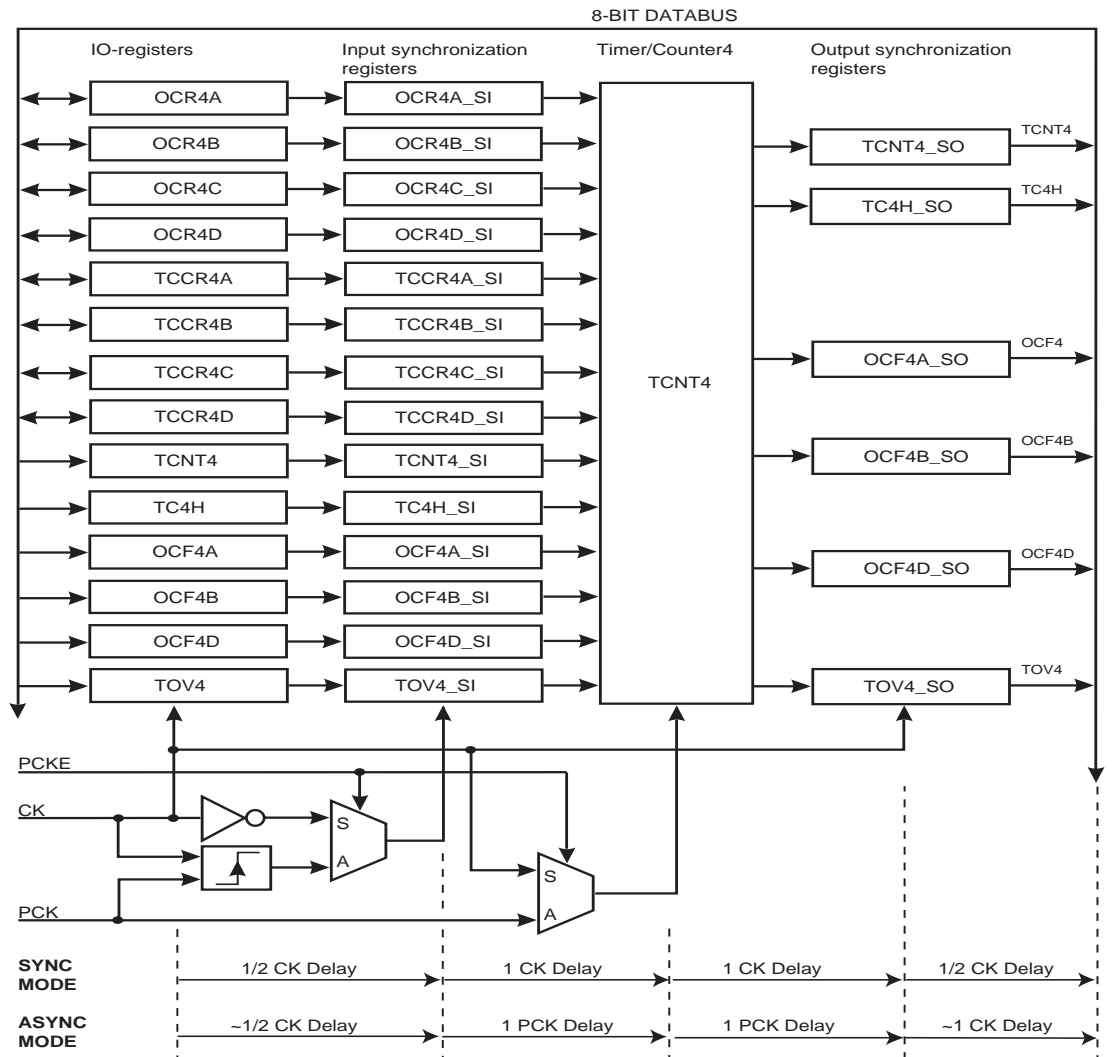 8-BIT DATABUS
IO-registers
Input synchronization
registers
Timer/Counter4
Output synchronization
registers
OCR4A
OCR4A_SI
OCR4B
OCR4B_SI
TCNT4_SO
TCNT4
OCR4C
OCR4C_SI
TC4H_SO
TC4H
OCR4D
OCR4D_SI
TCCR4A
TCCR4A_SI
TCCR4B
TCCR4B_SI
OCF4A_SO
OCF4
TCCR4C
TCCR4C_SI
TCNT4
TCCR4D
TCCR4D_SI
TCNT4
TCNT4_SI
OCF4B_SO
OCF4B
TC4H
TC4H_SI
OCF4A
OCF4A_SI
OCF4D_SO
OCF4D
OCF4B
OCF4B_SI
OCF4D
OCF4D_SI
TOV4
TOV4_SI
TOV4_SO
TOV4
PCKE
CK
S
A
S
A
PCK
SYNC
MODE
1/2 CK Delay
1 CK Delay
1 CK Delay
1/2 CK Delay
ASYNC
MODE
~1/2 CK Delay
1 PCK Delay
1 PCK Delay
~1 CK Delay